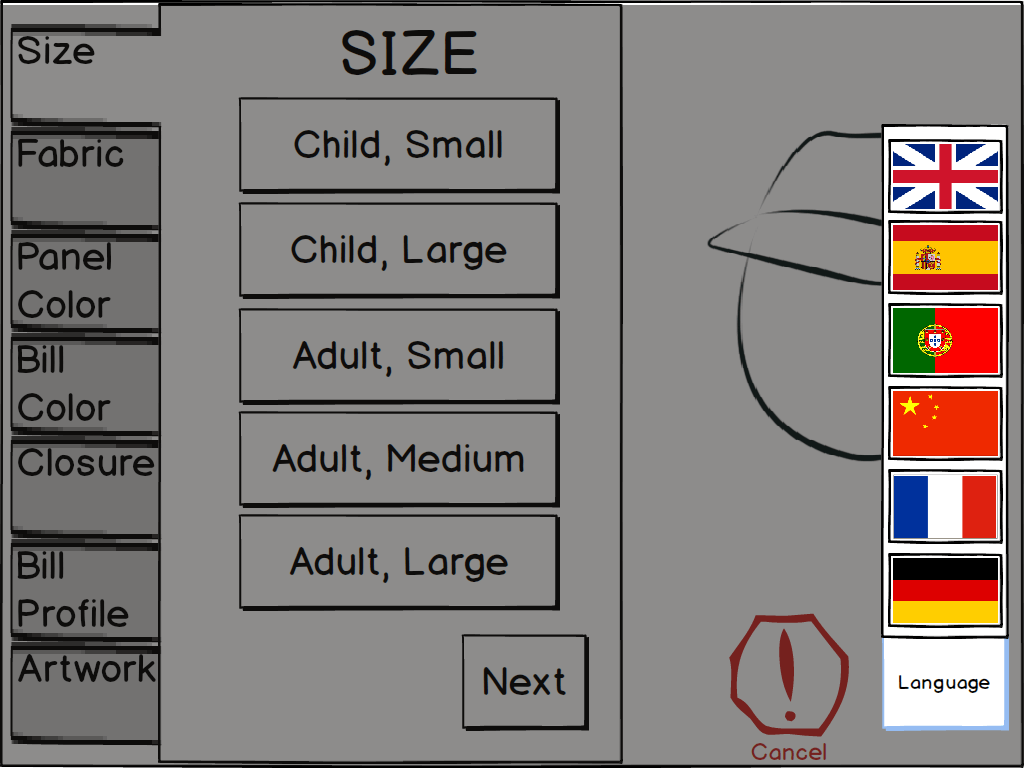 Size
Fabric
Panel
Color
Bill
Color
Closure
Bill
Profile
Artwork
SIZE
Child, Small
Child, Large
Adult, Small
Adult, Medium
Adult, Large
Next
Cancel
Language